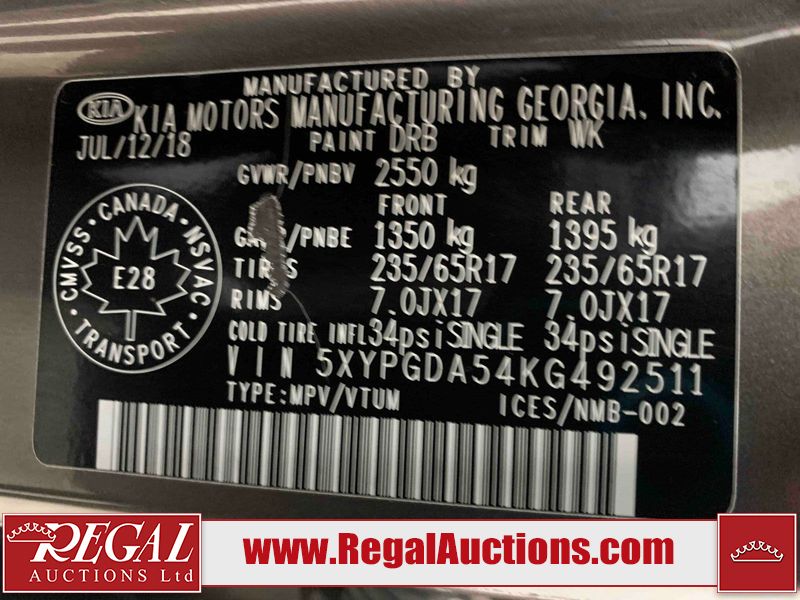 MANUFACTURED BY
KIA KIA MOTORS MANUFACTURING GEORGIA. INC.
JUL/12/18 PAINT DRB TRIM WK
GVWR/PNBV 2550 kg
FRONT REAR
/PNBE 1350 kg 1395 kg
TIRES 235/65R17 235/65R17
RIMS 7.0JX17 7.0JX17
COLD TIRE INFL 34psiSINGLE 34psiSINGLE
VIN 5XYPGDA54KG492511
TYPE:MPV/VTUM ICES/NMB-002
CMVSS · CANADA · NSVAC · TRANSPORT ·
E28
REGAL
AUCTIONS Ltd
www.RegalAuctions.com